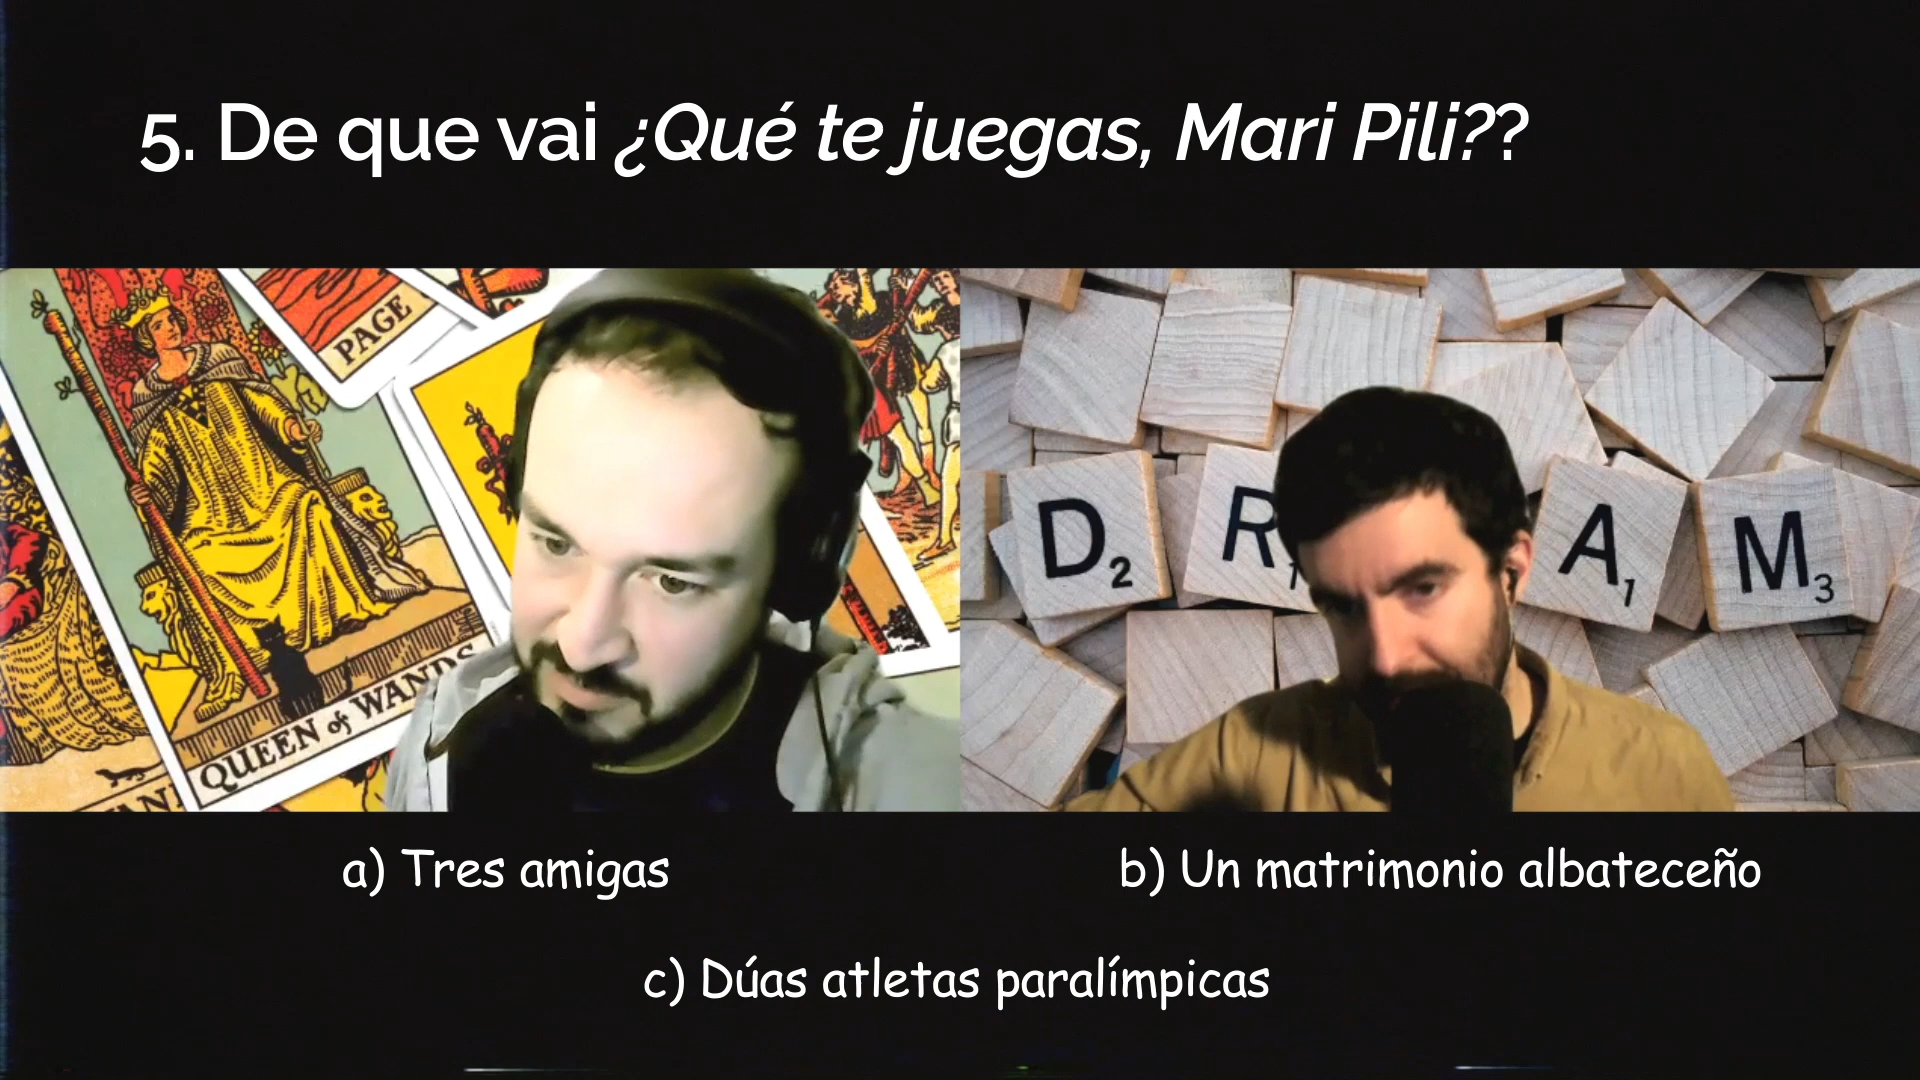 5. De que vai ¿Qué te juegas, Mari Pili??
PAGE
QUEEN of WANDS
D2 R1 A1 M3
a) Tres amigas
b) Un matrimonio albateceño
c) Dúas atletas paralímpicas